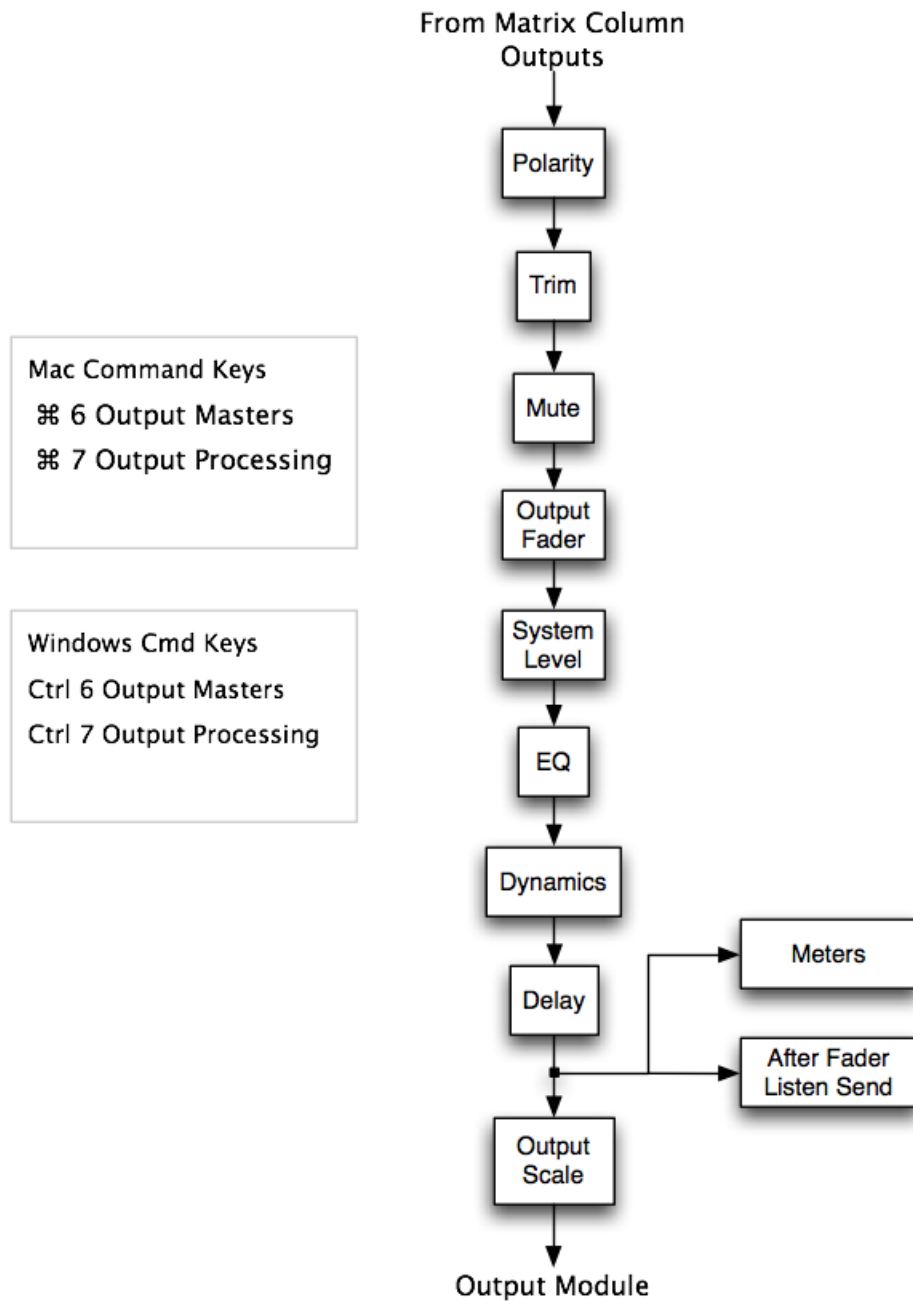 From Matrix Column
Outputs
Polarity
Trim
Mute
Output
Fader
System
Level
EQ
Dynamics
Delay
Meters
After Fader
Listen Send
Output
Scale
Output Module
Mac Command Keys
⌘ 6 Output Masters
⌘ 7 Output Processing
Windows Cmd Keys
Ctrl 6 Output Masters
Ctrl 7 Output Processing